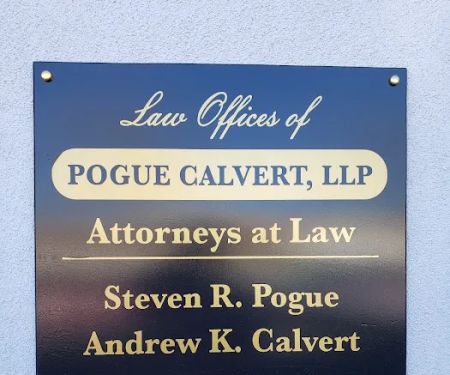 Law Offices of
POGUE CALVERT, LLP
Attorneys at Law
Steven R. Pogue
Andrew K. Calvert